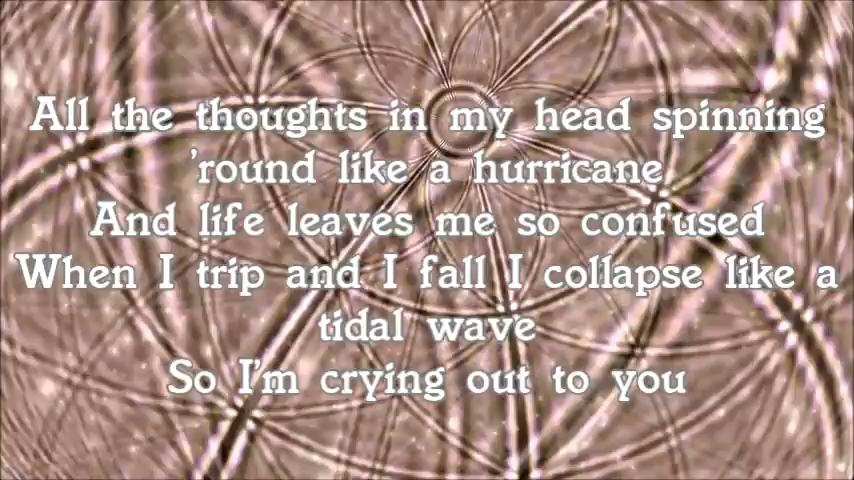 All the thoughts in my head spinning
'round like a hurricane
And life leaves me so confused
When I trip and I fall I collapse like a
tidal wave
So I'm crying out to you